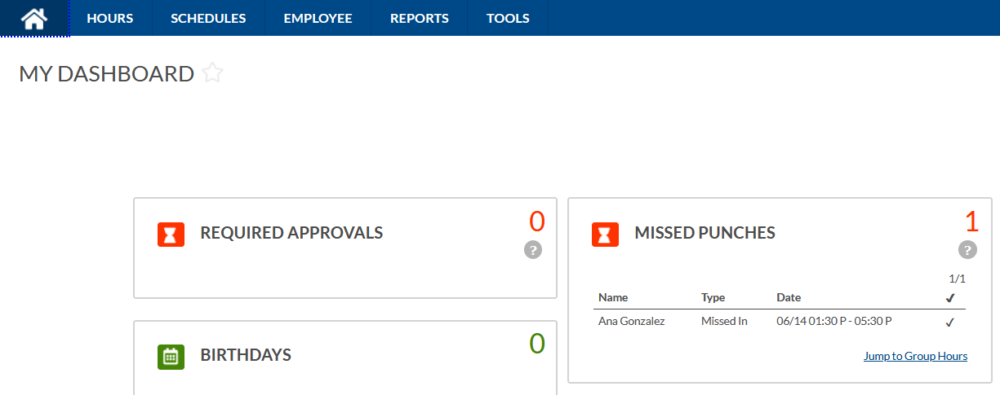 HOURS SCHEDULES EMPLOYEE REPORTS TOOLS
MY DASHBOARD
REQUIRED APPROVALS 0
?
BIRTHDAYS 0
MISSED PUNCHES 1
?
1/1
Name Type Date ✔
Ana Gonzalez Missed In 06/14 01:30 P - 05:30 P ✓
Jump to Group Hours